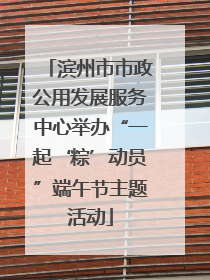 「滨州市市政
公用发展服务
中心举办“一
起‘粽’动员
”端午节主题
活动」